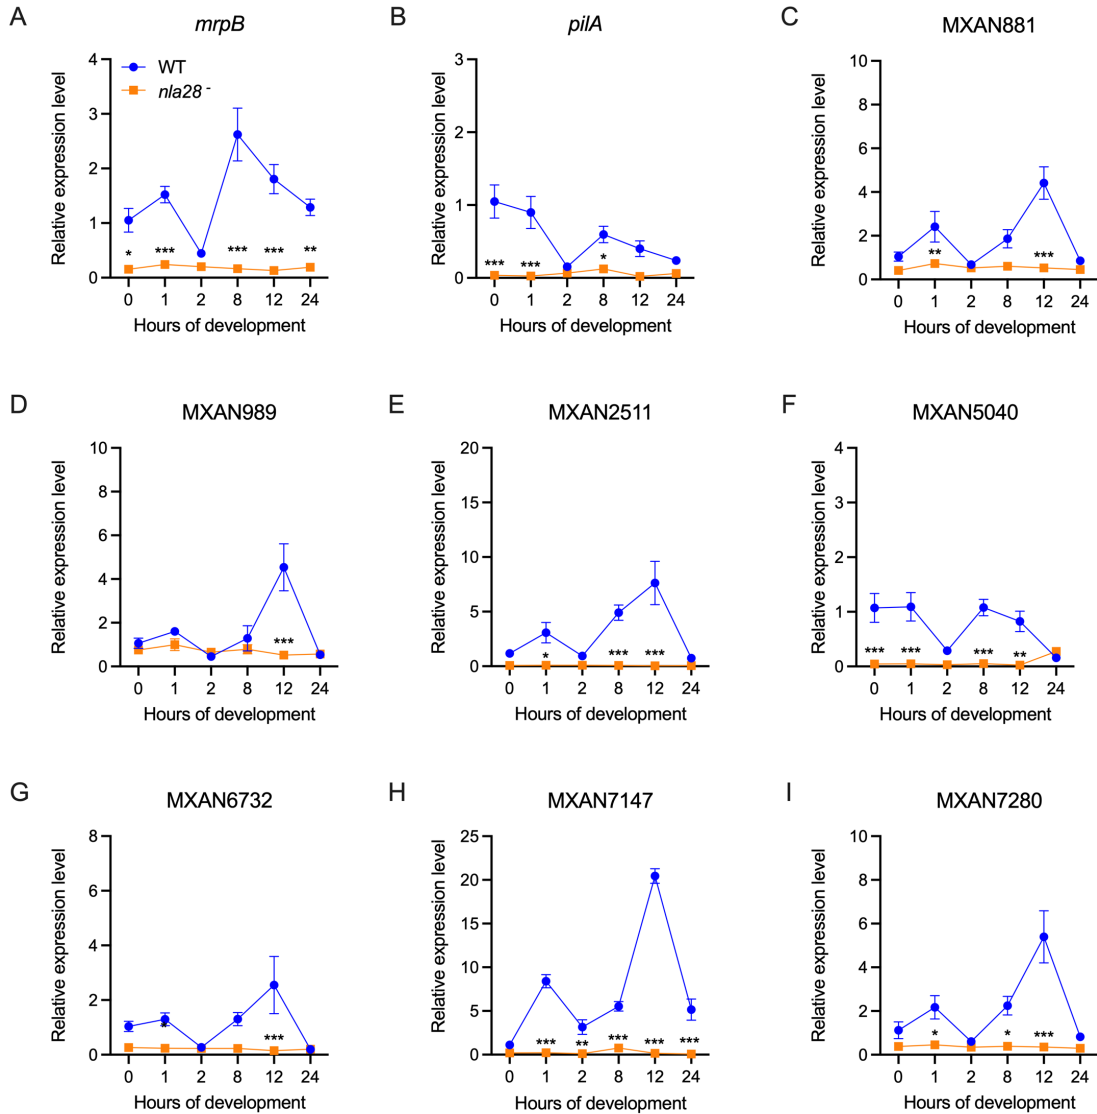 A
mrpB
Relative expression level
4
3
2
1
0
WT
nla28 -
* *** *** *** **
0 1 2 8 12 24
Hours of development
B
pilA
Relative expression level
3
2
1
0
*** *** *
0 1 2 8 12 24
Hours of development
C
MXAN881
Relative expression level
10
8
6
4
2
0
** ***
0 1 2 8 12 24
Hours of development
D
MXAN989
Relative expression level
10
8
6
4
2
0
***
0 1 2 8 12 24
Hours of development
E
MXAN2511
Relative expression level
20
15
10
5
0
* *** ***
0 1 2 8 12 24
Hours of development
F
MXAN5040
Relative expression level
4
3
2
1
0
*** *** *** **
0 1 2 8 12 24
Hours of development
G
MXAN6732
Relative expression level
8
6
4
2
0
* ***
0 1 2 8 12 24
Hours of development
H
MXAN7147
Relative expression level
25
20
15
10
5
0
*** ** *** *** ***
0 1 2 8 12 24
Hours of development
I
MXAN7280
Relative expression level
10
8
6
4
2
0
* * ***
0 1 2 8 12 24
Hours of development